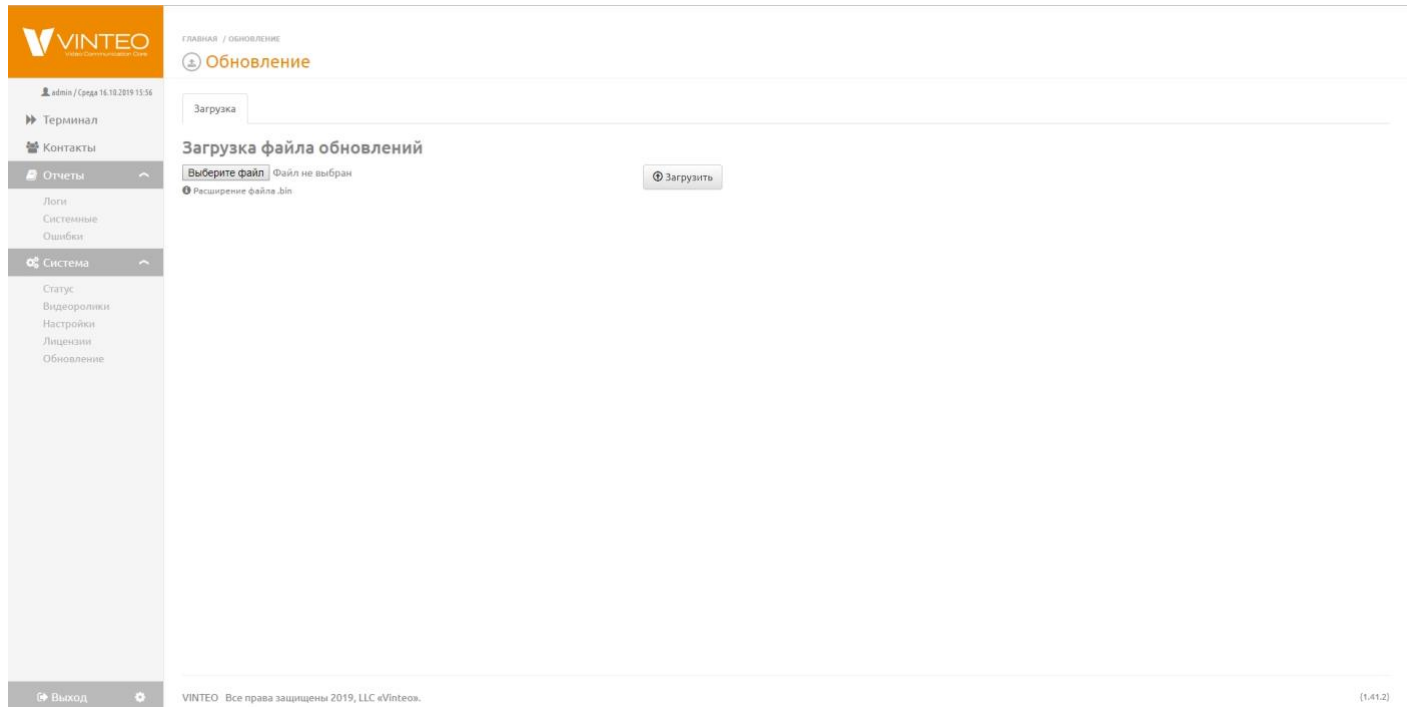 VINTEO
Video Communication Core
ГЛАВНАЯ / ОБНОВЛЕНИЕ
Обновление
admin / Среда 16.10.2019 15:56
Терминал
Контакты
Отчеты
Логи
Системные
Ошибки
Система
Статус
Видеоролики
Настройки
Лицензии
Обновление
Загрузка
Загрузка файла обновлений
Выберите файл Файл не выбран
Загрузить
Расширение файла .bin
Выход
VINTEO Все права защищены 2019, LLC «Vinteo».
(1.41.2)